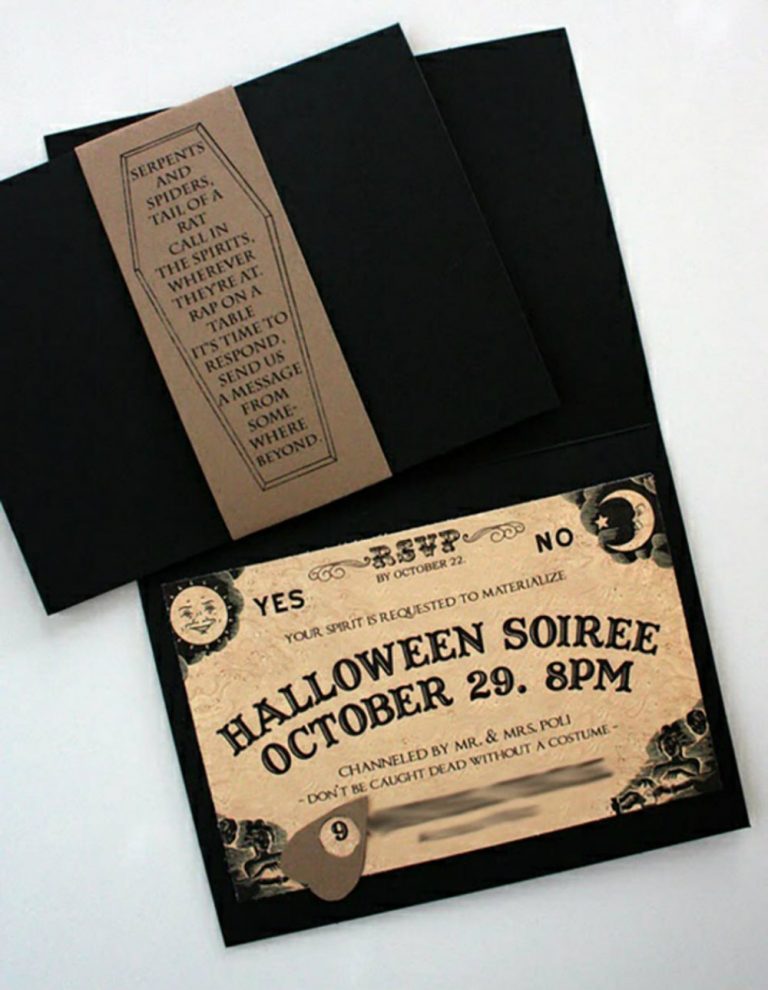 SERPENTS
AND
SPIDERS,
TAIL OF A
RAT
CALL IN
THE SPIRITS,
WHEREVER
THEY'RE AT.
RAP ON A
TABLE
IT'S TIME TO
RESPOND,
SEND US
A MESSAGE
FROM
SOME-
WHERE
BEYOND.
RSVP
BY OCTOBER 22.
YES
NO
YOUR SPIRIT IS REQUESTED TO MATERIALIZE
HALLOWEEN SOIREE
OCTOBER 29. 8PM
CHANNELED BY MR. & MRS. POLI
- DON'T BE CAUGHT DEAD WITHOUT A COSTUME -
9